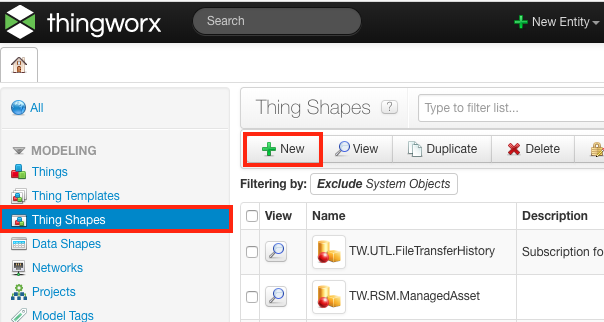 thingworx
Search
New Entity
All
MODELING
Things
Thing Templates
Thing Shapes
Data Shapes
Networks
Projects
Model Tags
Thing Shapes ?
Type to filter list...
New View Duplicate Delete
Filtering by: Exclude System Objects
View Name Description
TW.UTL.FileTransferHistory Subscription fo
TW.RSM.ManagedAsset